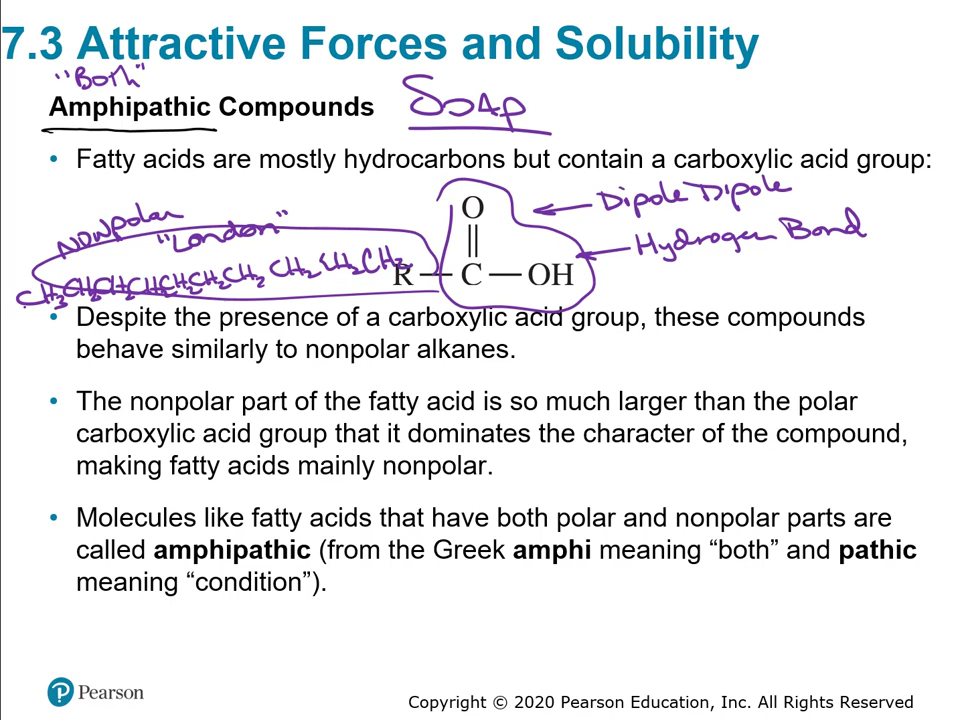 7.3 Attractive Forces and Solubility
"Both"
Amphipathic Compounds Soap
• Fatty acids are mostly hydrocarbons but contain a carboxylic acid group:
Nonpolar
"London"
Dipole Dipole
Hydrogen Bond
O
CH3CH2CH2CH2CH2CH2CH2 CH2 CH2 CH2
R — C — OH
• Despite the presence of a carboxylic acid group, these compounds
behave similarly to nonpolar alkanes.
• The nonpolar part of the fatty acid is so much larger than the polar
carboxylic acid group that it dominates the character of the compound,
making fatty acids mainly nonpolar.
• Molecules like fatty acids that have both polar and nonpolar parts are
called amphipathic (from the Greek amphi meaning “both” and pathic
meaning “condition”).
P Pearson
Copyright © 2020 Pearson Education, Inc. All Rights Reserved